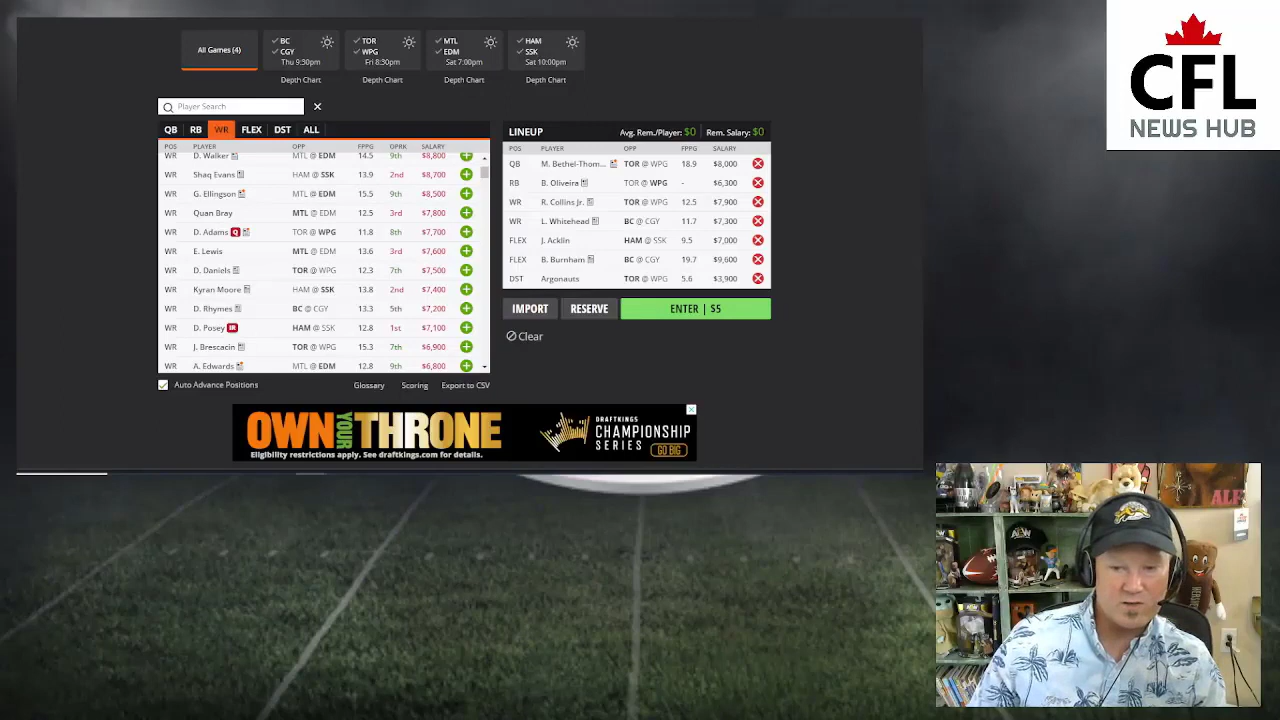 All Games (4)
BC
CGY
Thu 9:30pm
Depth Chart
TOR
WPG
Fri 8:30pm
Depth Chart
MTL
EDM
Sat 7:00pm
Depth Chart
HAM
SSK
Sat 10:00pm
Depth Chart
CFL
NEWS HUB
Player Search
QB RB WR FLEX DST ALL
POS PLAYER OPP FPPG OPRK SALARY
WR D. Walker MTL @ EDM 14.5 9th $8,800
WR Shaq Evans HAM @ SSK 13.9 2nd $8,700
WR G. Ellingson MTL @ EDM 15.5 9th $8,500
WR Quan Bray MTL @ EDM 12.5 3rd $7,800
WR D. Adams Q TOR @ WPG 11.8 8th $7,700
WR E. Lewis MTL @ EDM 13.6 3rd $7,600
WR D. Daniels TOR @ WPG 12.3 7th $7,500
WR Kyran Moore HAM @ SSK 13.8 2nd $7,400
WR D. Rhymes BC @ CGY 13.3 5th $7,200
WR D. Posey IR HAM @ SSK 12.8 1st $7,100
WR J. Brescacin TOR @ WPG 15.3 7th $6,900
WR A. Edwards MTL @ EDM 12.8 9th $6,800
Auto Advance Positions
Glossary Scoring Export to CSV
LINEUP Avg. Rem./Player: $0 Rem. Salary: $0
POS PLAYER OPP FPPG SALARY
QB M. Bethel-Thom... TOR @ WPG 18.9 $8,000
RB B. Oliveira TOR @ WPG - $6,300
WR R. Collins Jr. TOR @ WPG 12.5 $7,900
WR L. Whitehead BC @ CGY 11.7 $7,300
FLEX J. Acklin HAM @ SSK 9.5 $7,000
FLEX B. Burnham BC @ CGY 19.7 $9,600
DST Argonauts TOR @ WPG 5.6 $3,900
IMPORT RESERVE ENTER | $5
Clear
OWN YOUR THRONE
Eligibility restrictions apply. See draftkings.com for details.
DRAFTKINGS
CHAMPIONSHIP
SERIES GO BIG
ALF